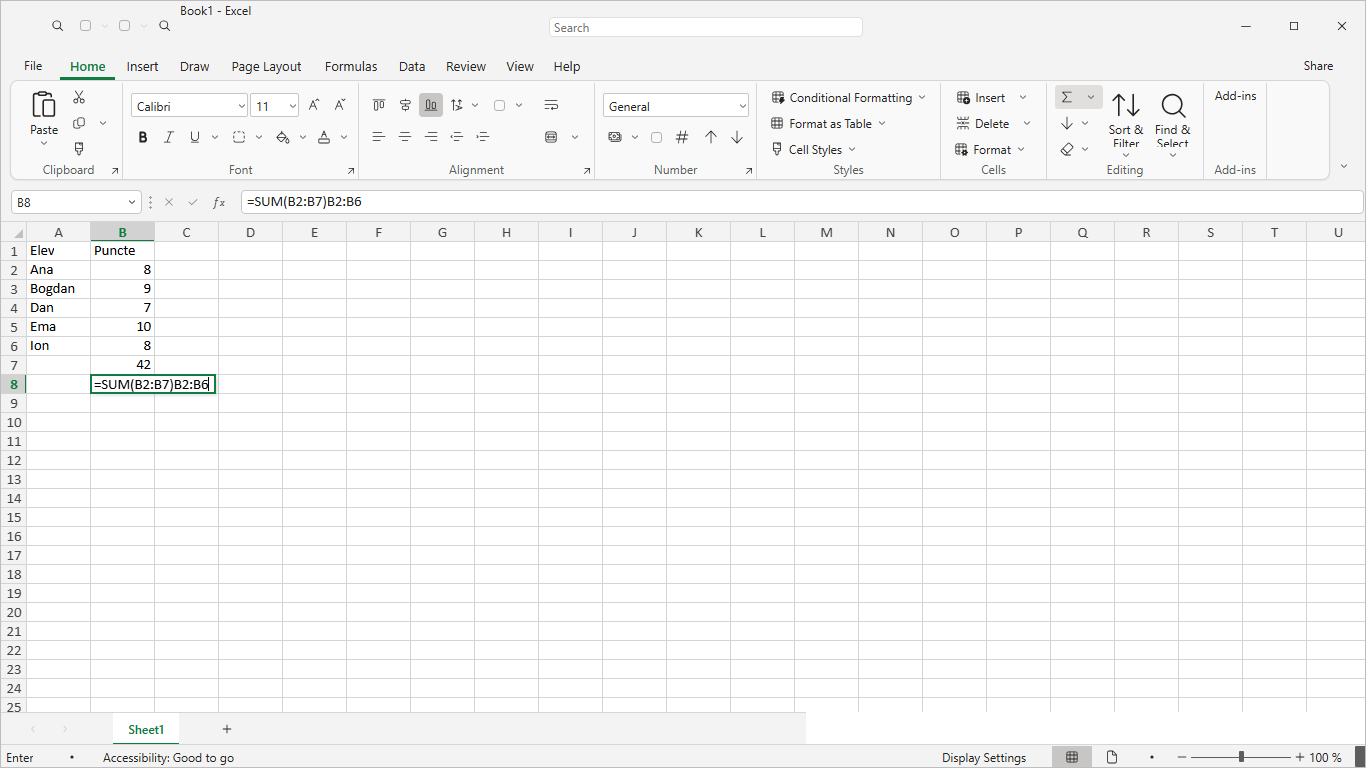 Book1 - Excel
Search
File Home Insert Draw Page Layout Formulas Data Review View Help Share
Paste
Clipboard
Calibri 11
B I U A
Font
Alignment
General
Number
Conditional Formatting
Format as Table
Cell Styles
Styles
Insert
Delete
Format
Cells
Sort & Filter
Find & Select
Editing
Add-ins
Add-ins
B8 fx =SUM(B2:B7)B2:B6
A B C D E F G H I J K L M N O P Q R S T U
1 Elev Puncte
2 Ana 8
3 Bogdan 9
4 Dan 7
5 Ema 10
6 Ion 8
7 42
8 =SUM(B2:B7)B2:B6
9
10
11
12
13
14
15
16
17
18
19
20
21
22
23
24
25
Sheet1
Enter Accessibility: Good to go Display Settings 100 %